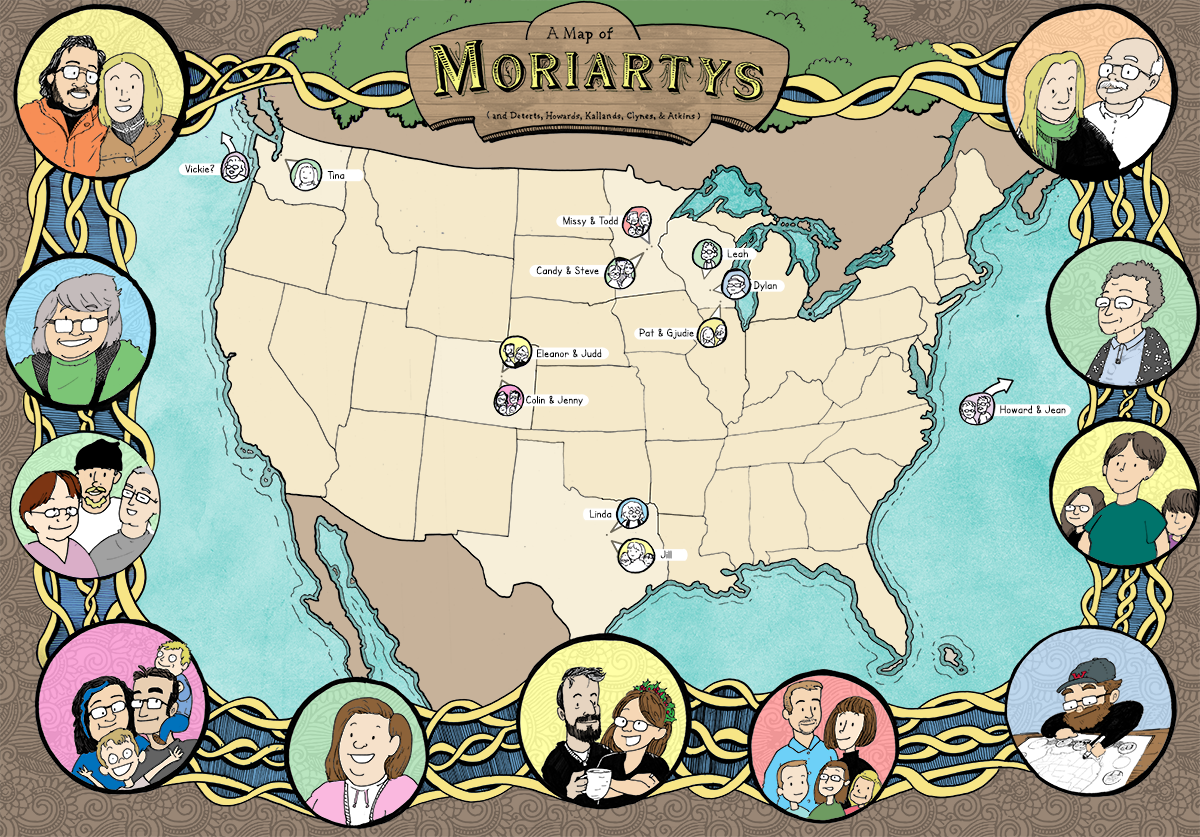 A Map of
MORIARTYS
(and Deterts, Howards, Kallands, Clynes, & Atkins)
Vickie?
Tina
Missy & Todd
Leah
Candy & Steve
Dylan
Pat & Gjudie
Eleanor & Judd
Colin & Jenny
Howard & Jean
Linda
Jill